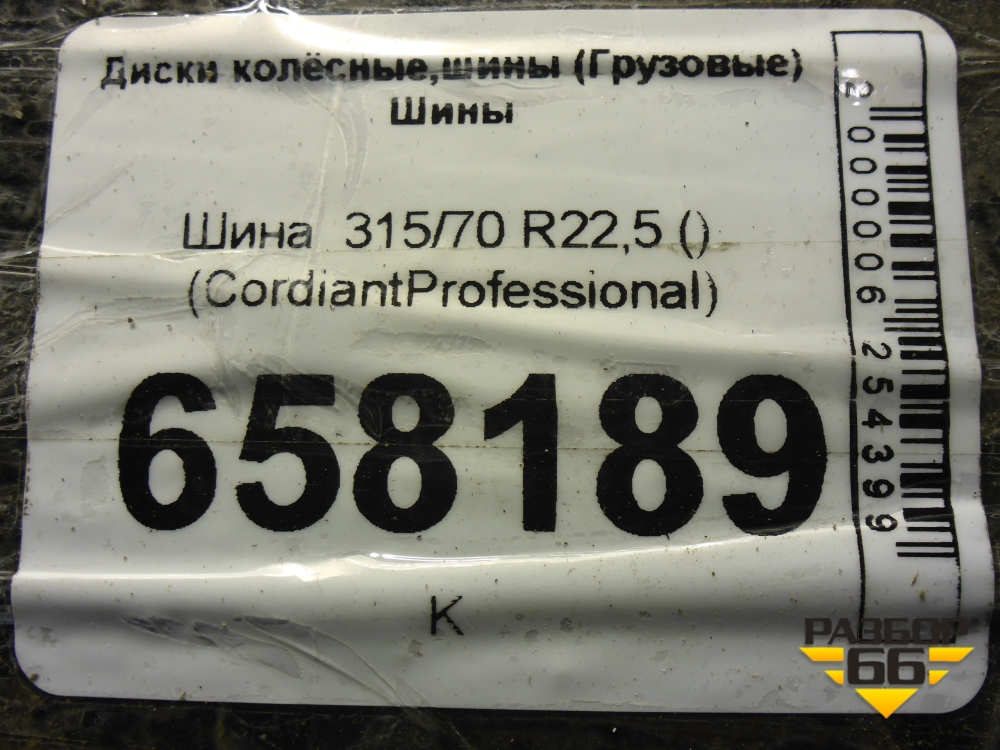 Диски колёсные,шины (Грузовые)
Шины
Шина 315/70 R22,5 ()
(CordiantProfessional)
658189
К
2000006254399
РАЗБОР
66